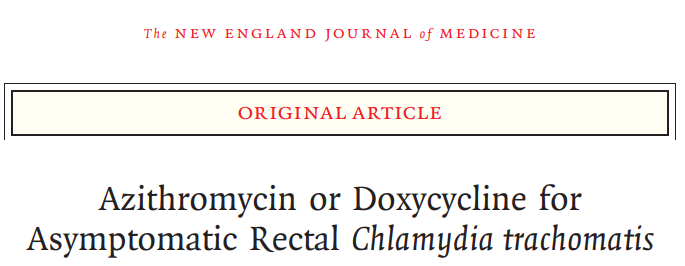 The NEW ENGLAND JOURNAL of MEDICINE
ORIGINAL ARTICLE
Azithromycin or Doxycycline for
Asymptomatic Rectal Chlamydia trachomatis